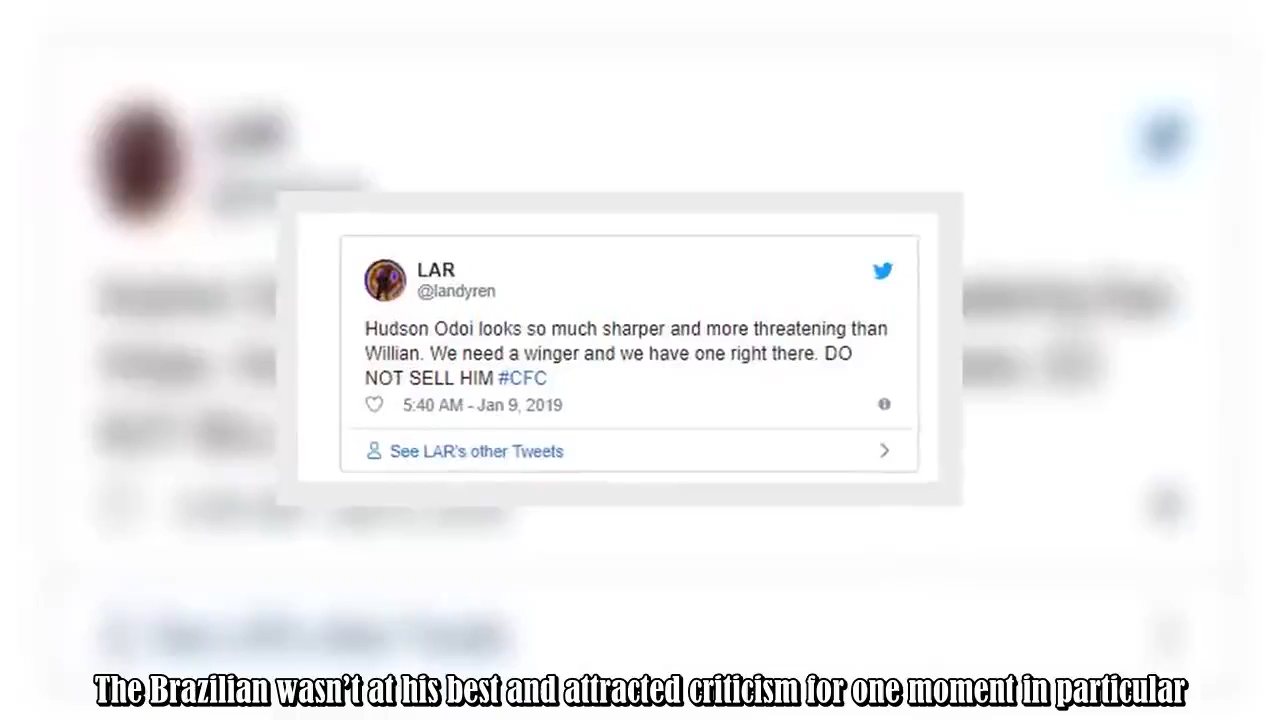 LAR
@landyren
Hudson Odoi looks so much sharper and more threatening than
Willian. We need a winger and we have one right there. DO
NOT SELL HIM #CFC
5:40 AM - Jan 9, 2019
See LAR's other Tweets
The Brazilian wasn't at his best and attracted criticism for one moment in particular